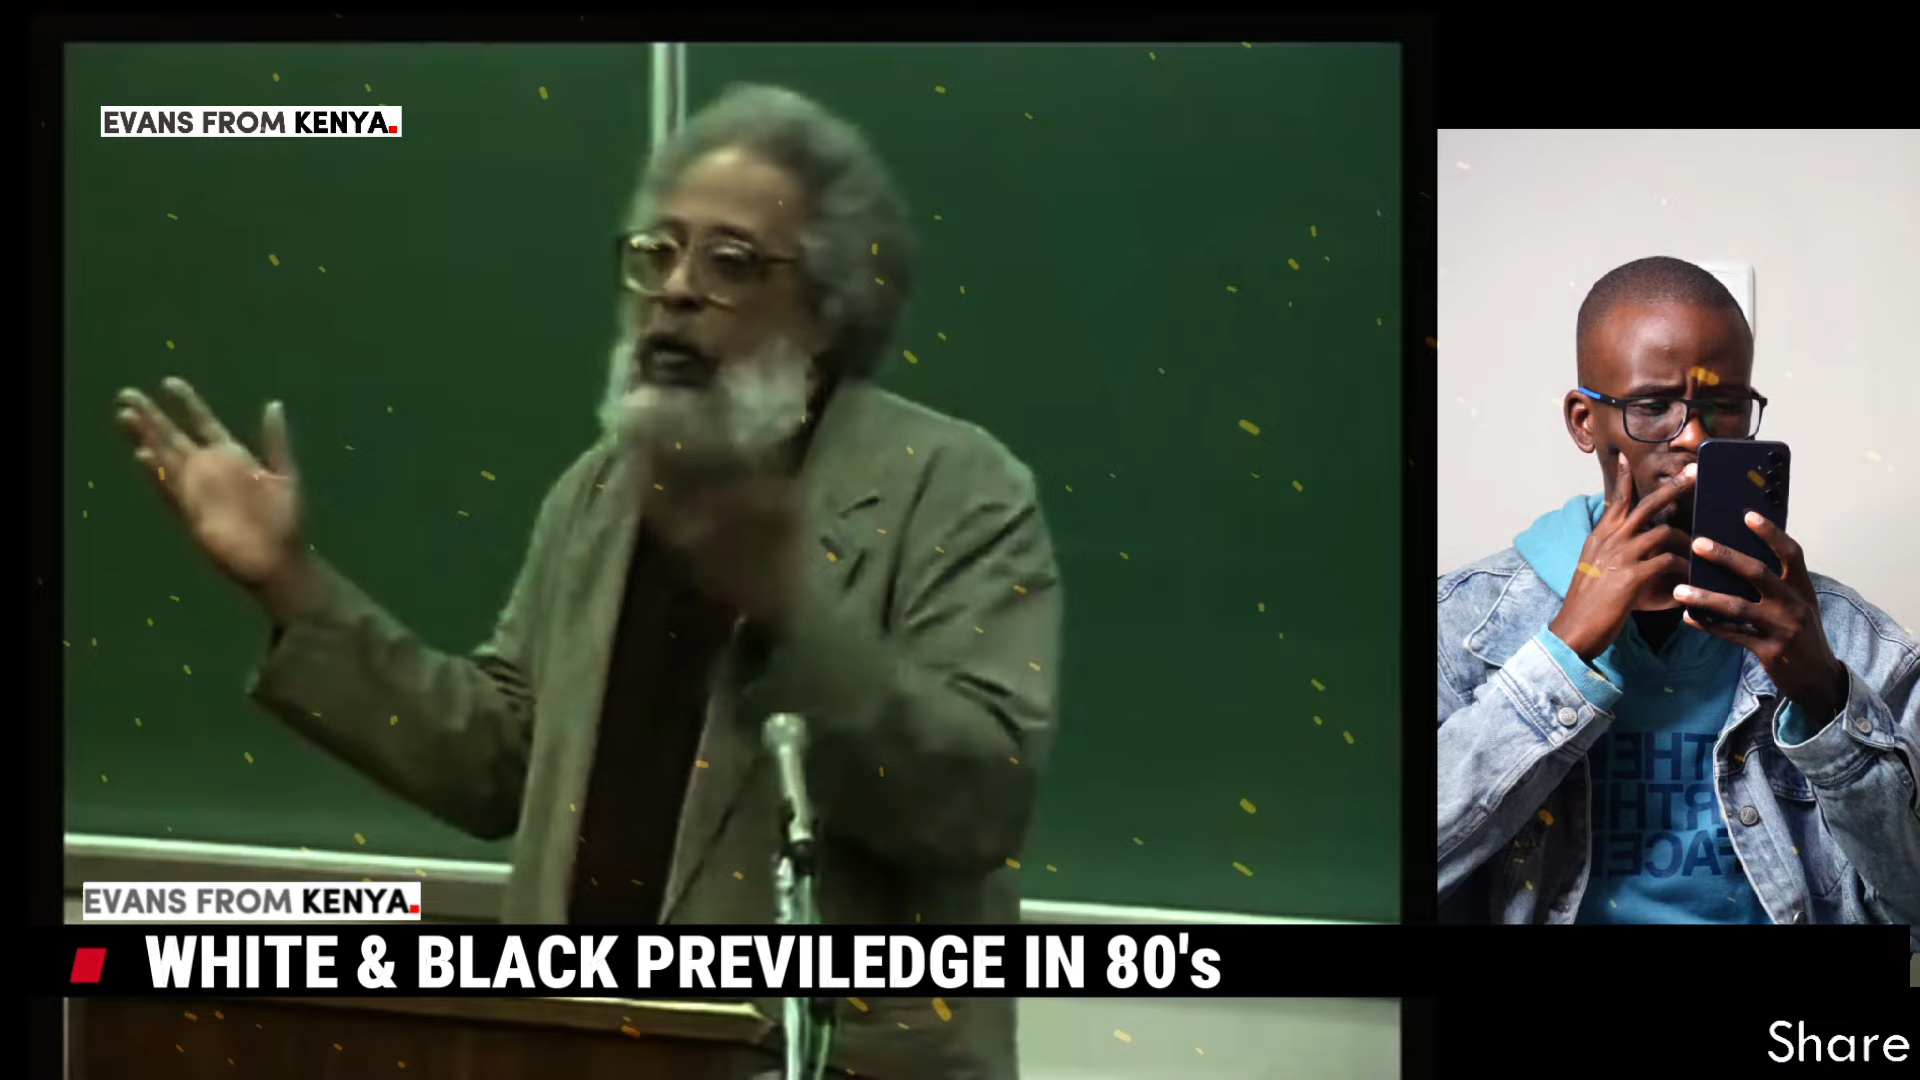 EVANS FROM KENYA.
EVANS FROM KENYA.
WHITE & BLACK PREVILEDGE IN 80's
Share